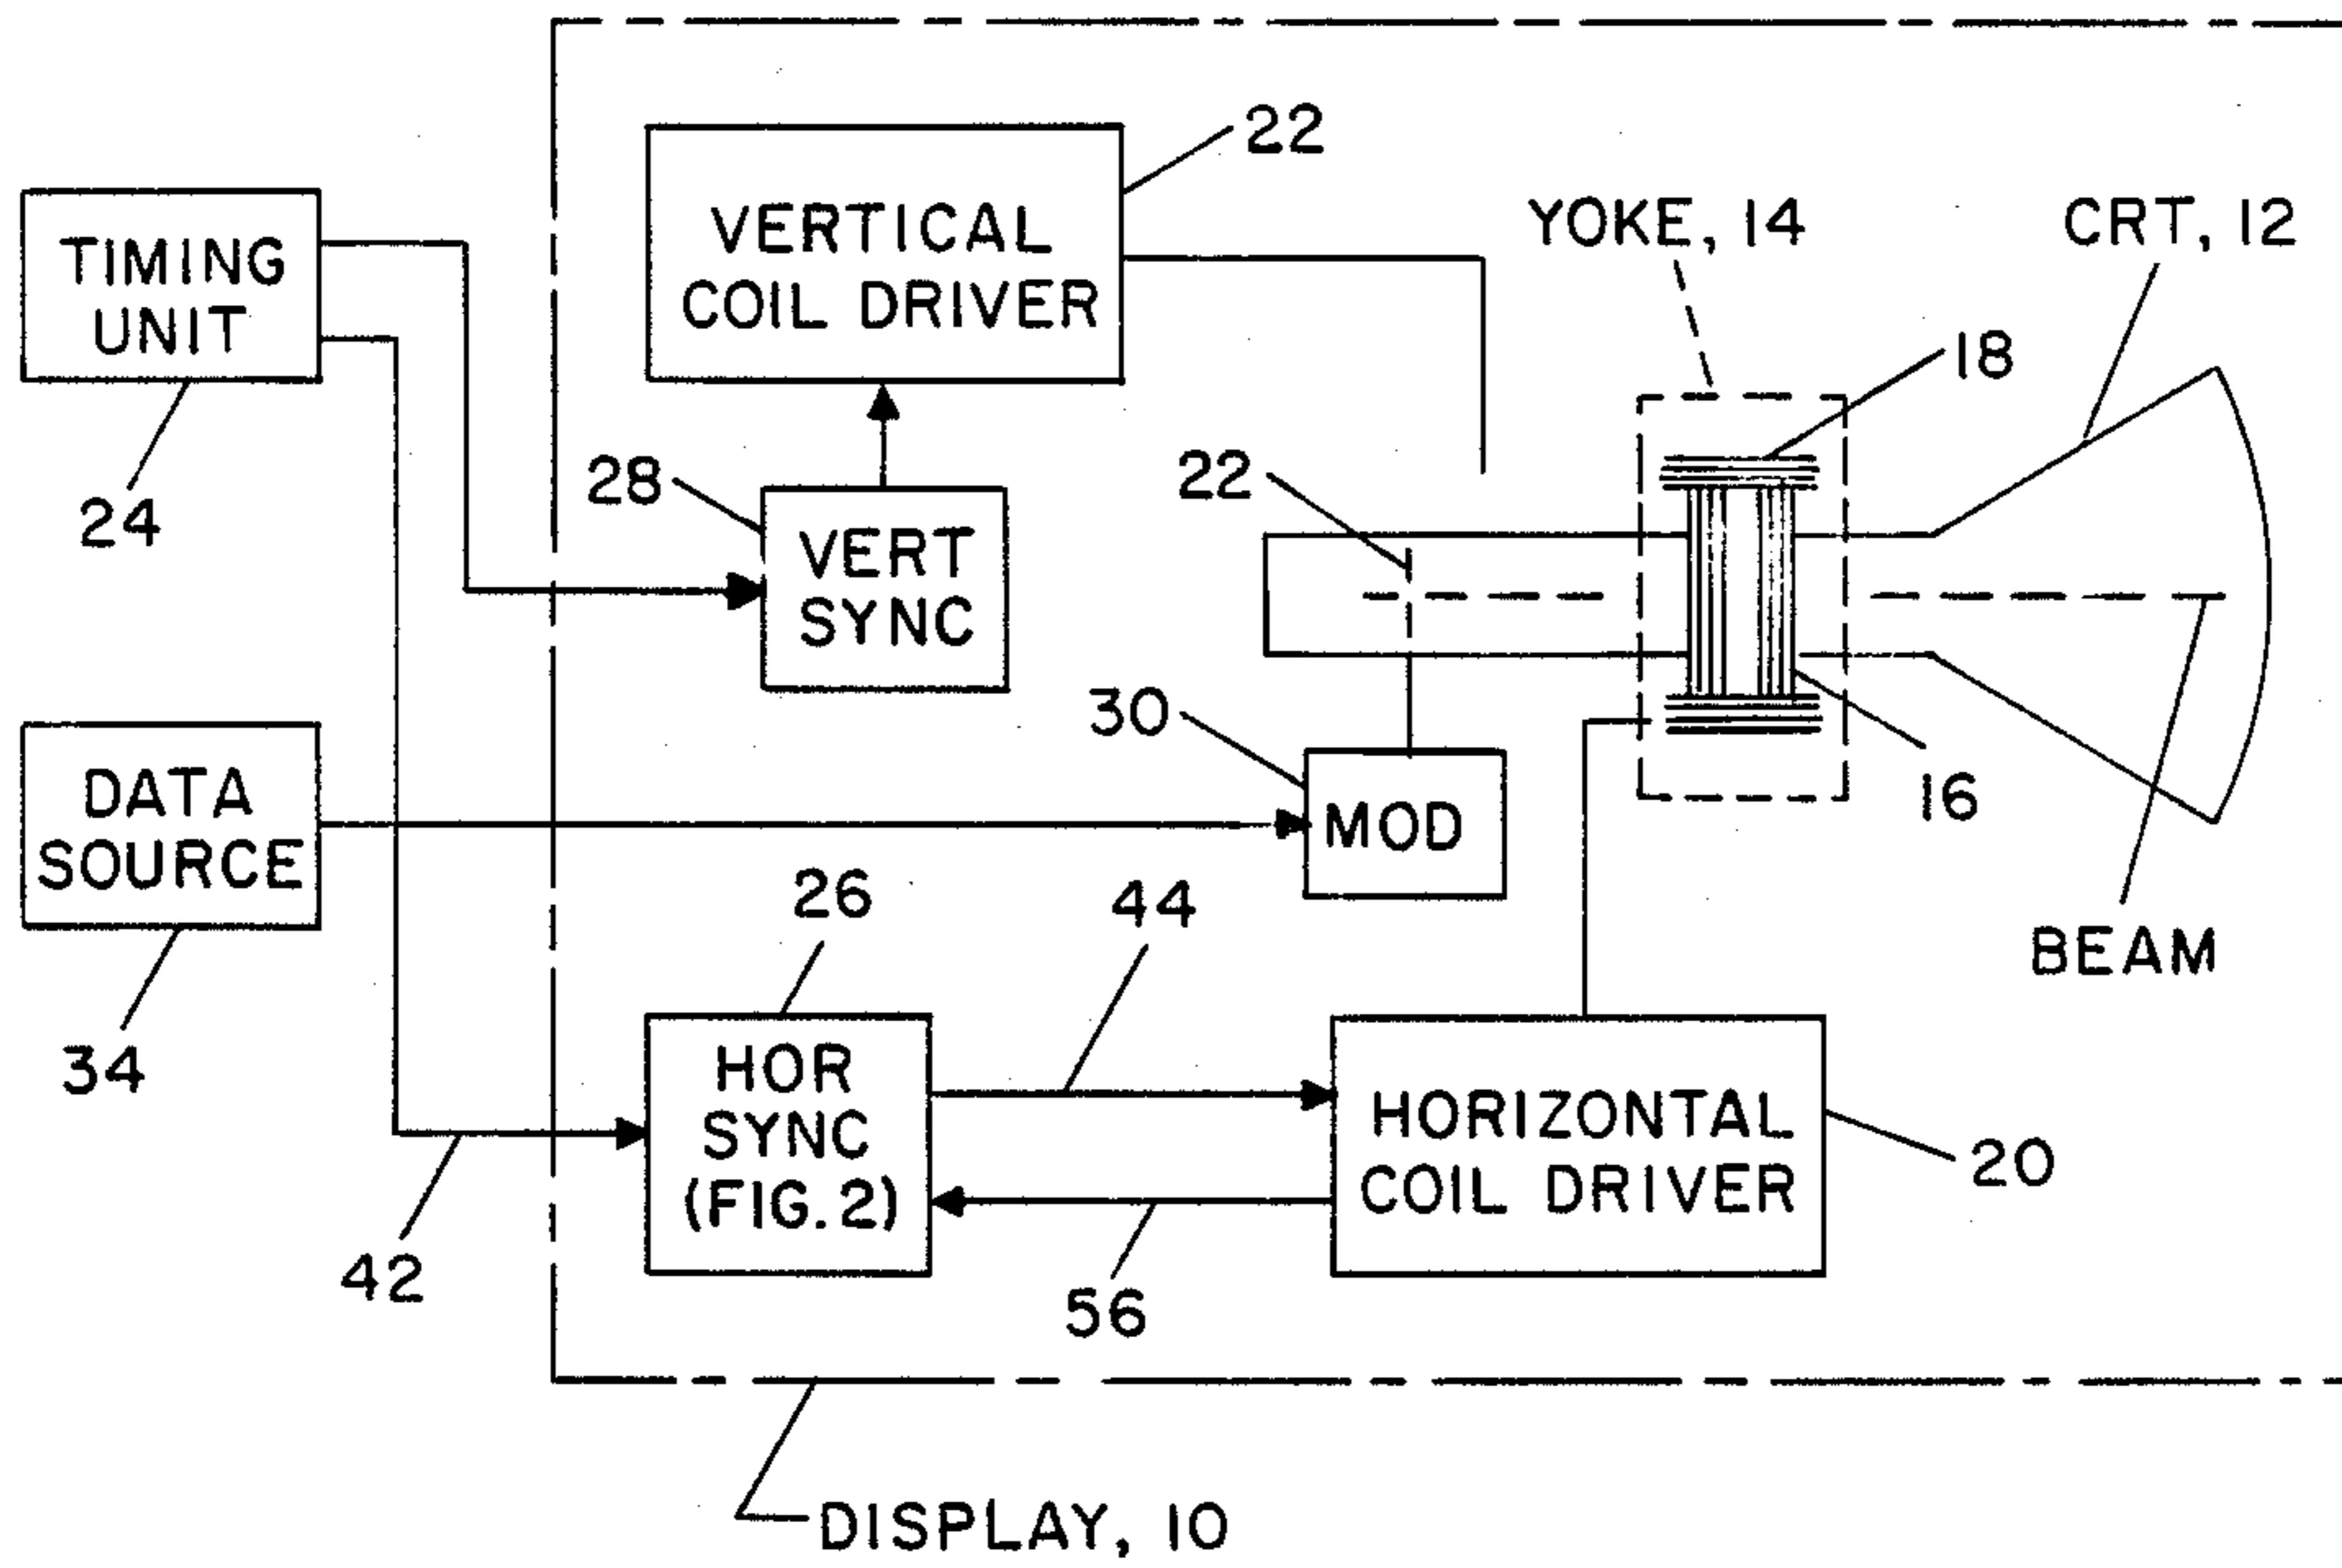 22
VERTICAL
COIL DRIVER
YOKE, 14
CRT, 12
TIMING
UNIT
18
24
28
22
VERT
SYNC
30
16
MOD
DATA
SOURCE
26
44
BEAM
34
HOR
SYNC
(FIG. 2)
HORIZONTAL
COIL DRIVER
20
42
56
DISPLAY, 10